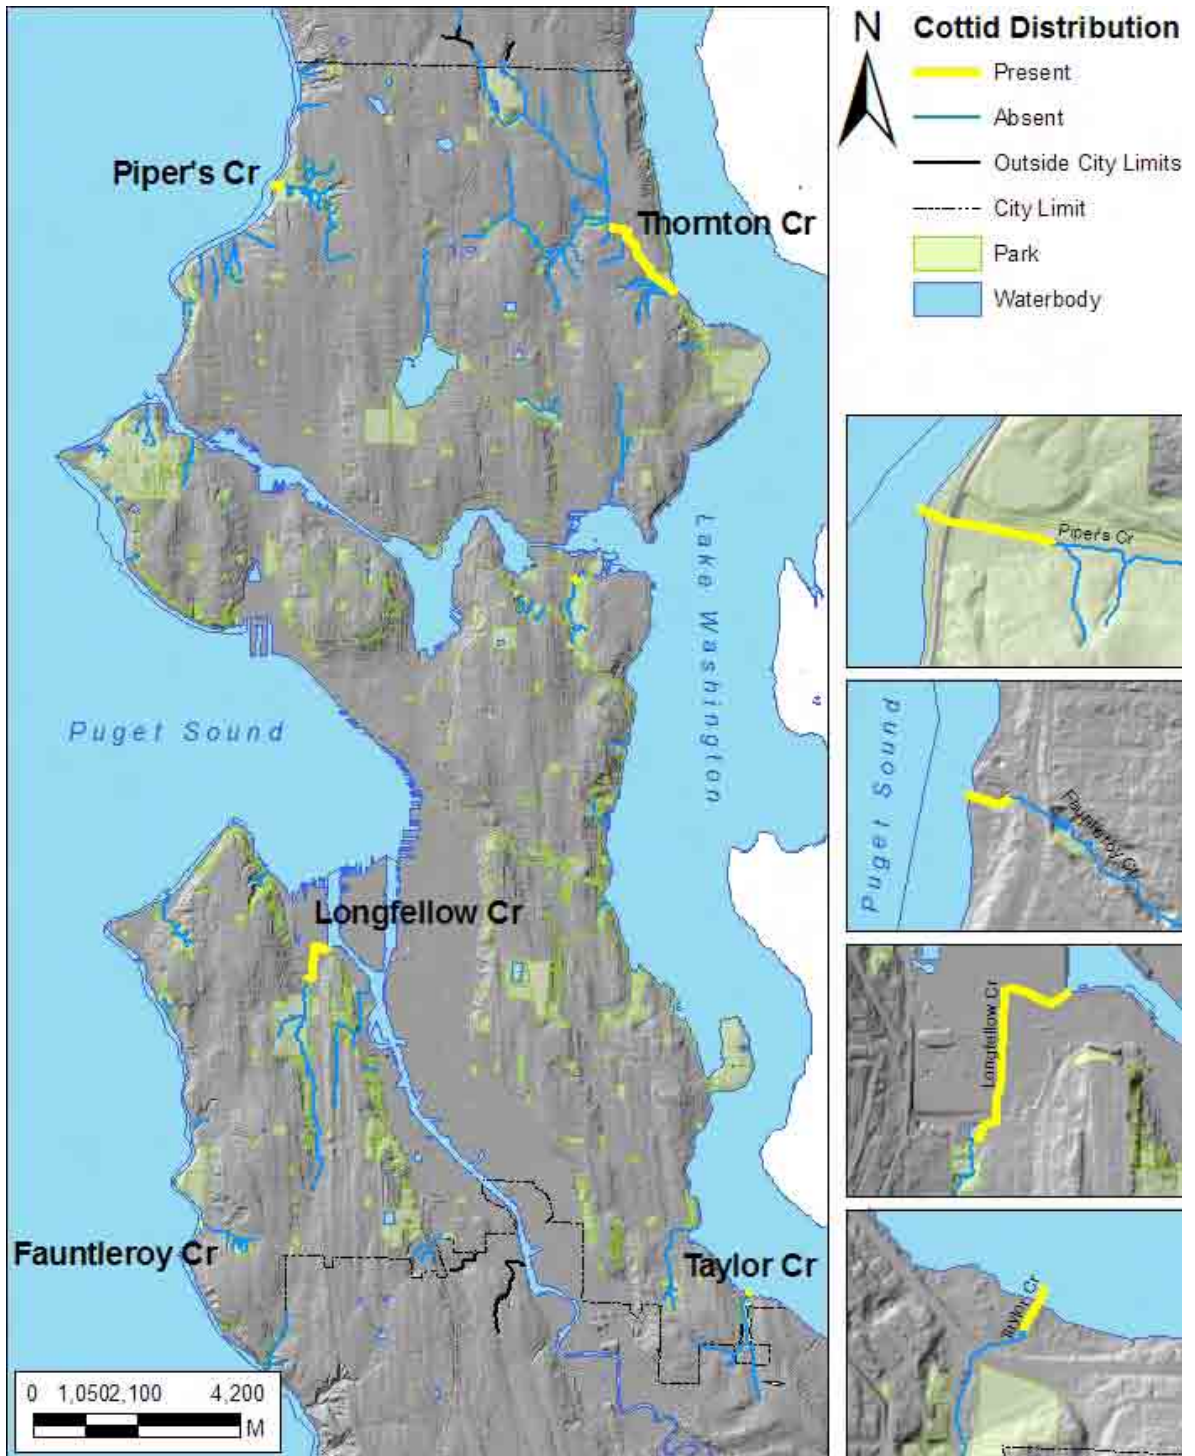 N
Cottid Distribution
Present
Absent
Outside City Limits
City Limit
Park
Waterbody
Piper's Cr
Thornton Cr
Lake Washington
Puget Sound
Longfellow Cr
Fauntleroy Cr
Taylor Cr
0 1,0502,100 4,200
M
Piper's Cr
Puget Sound
Fauntleroy Cr
Longfellow Cr
Taylor Cr